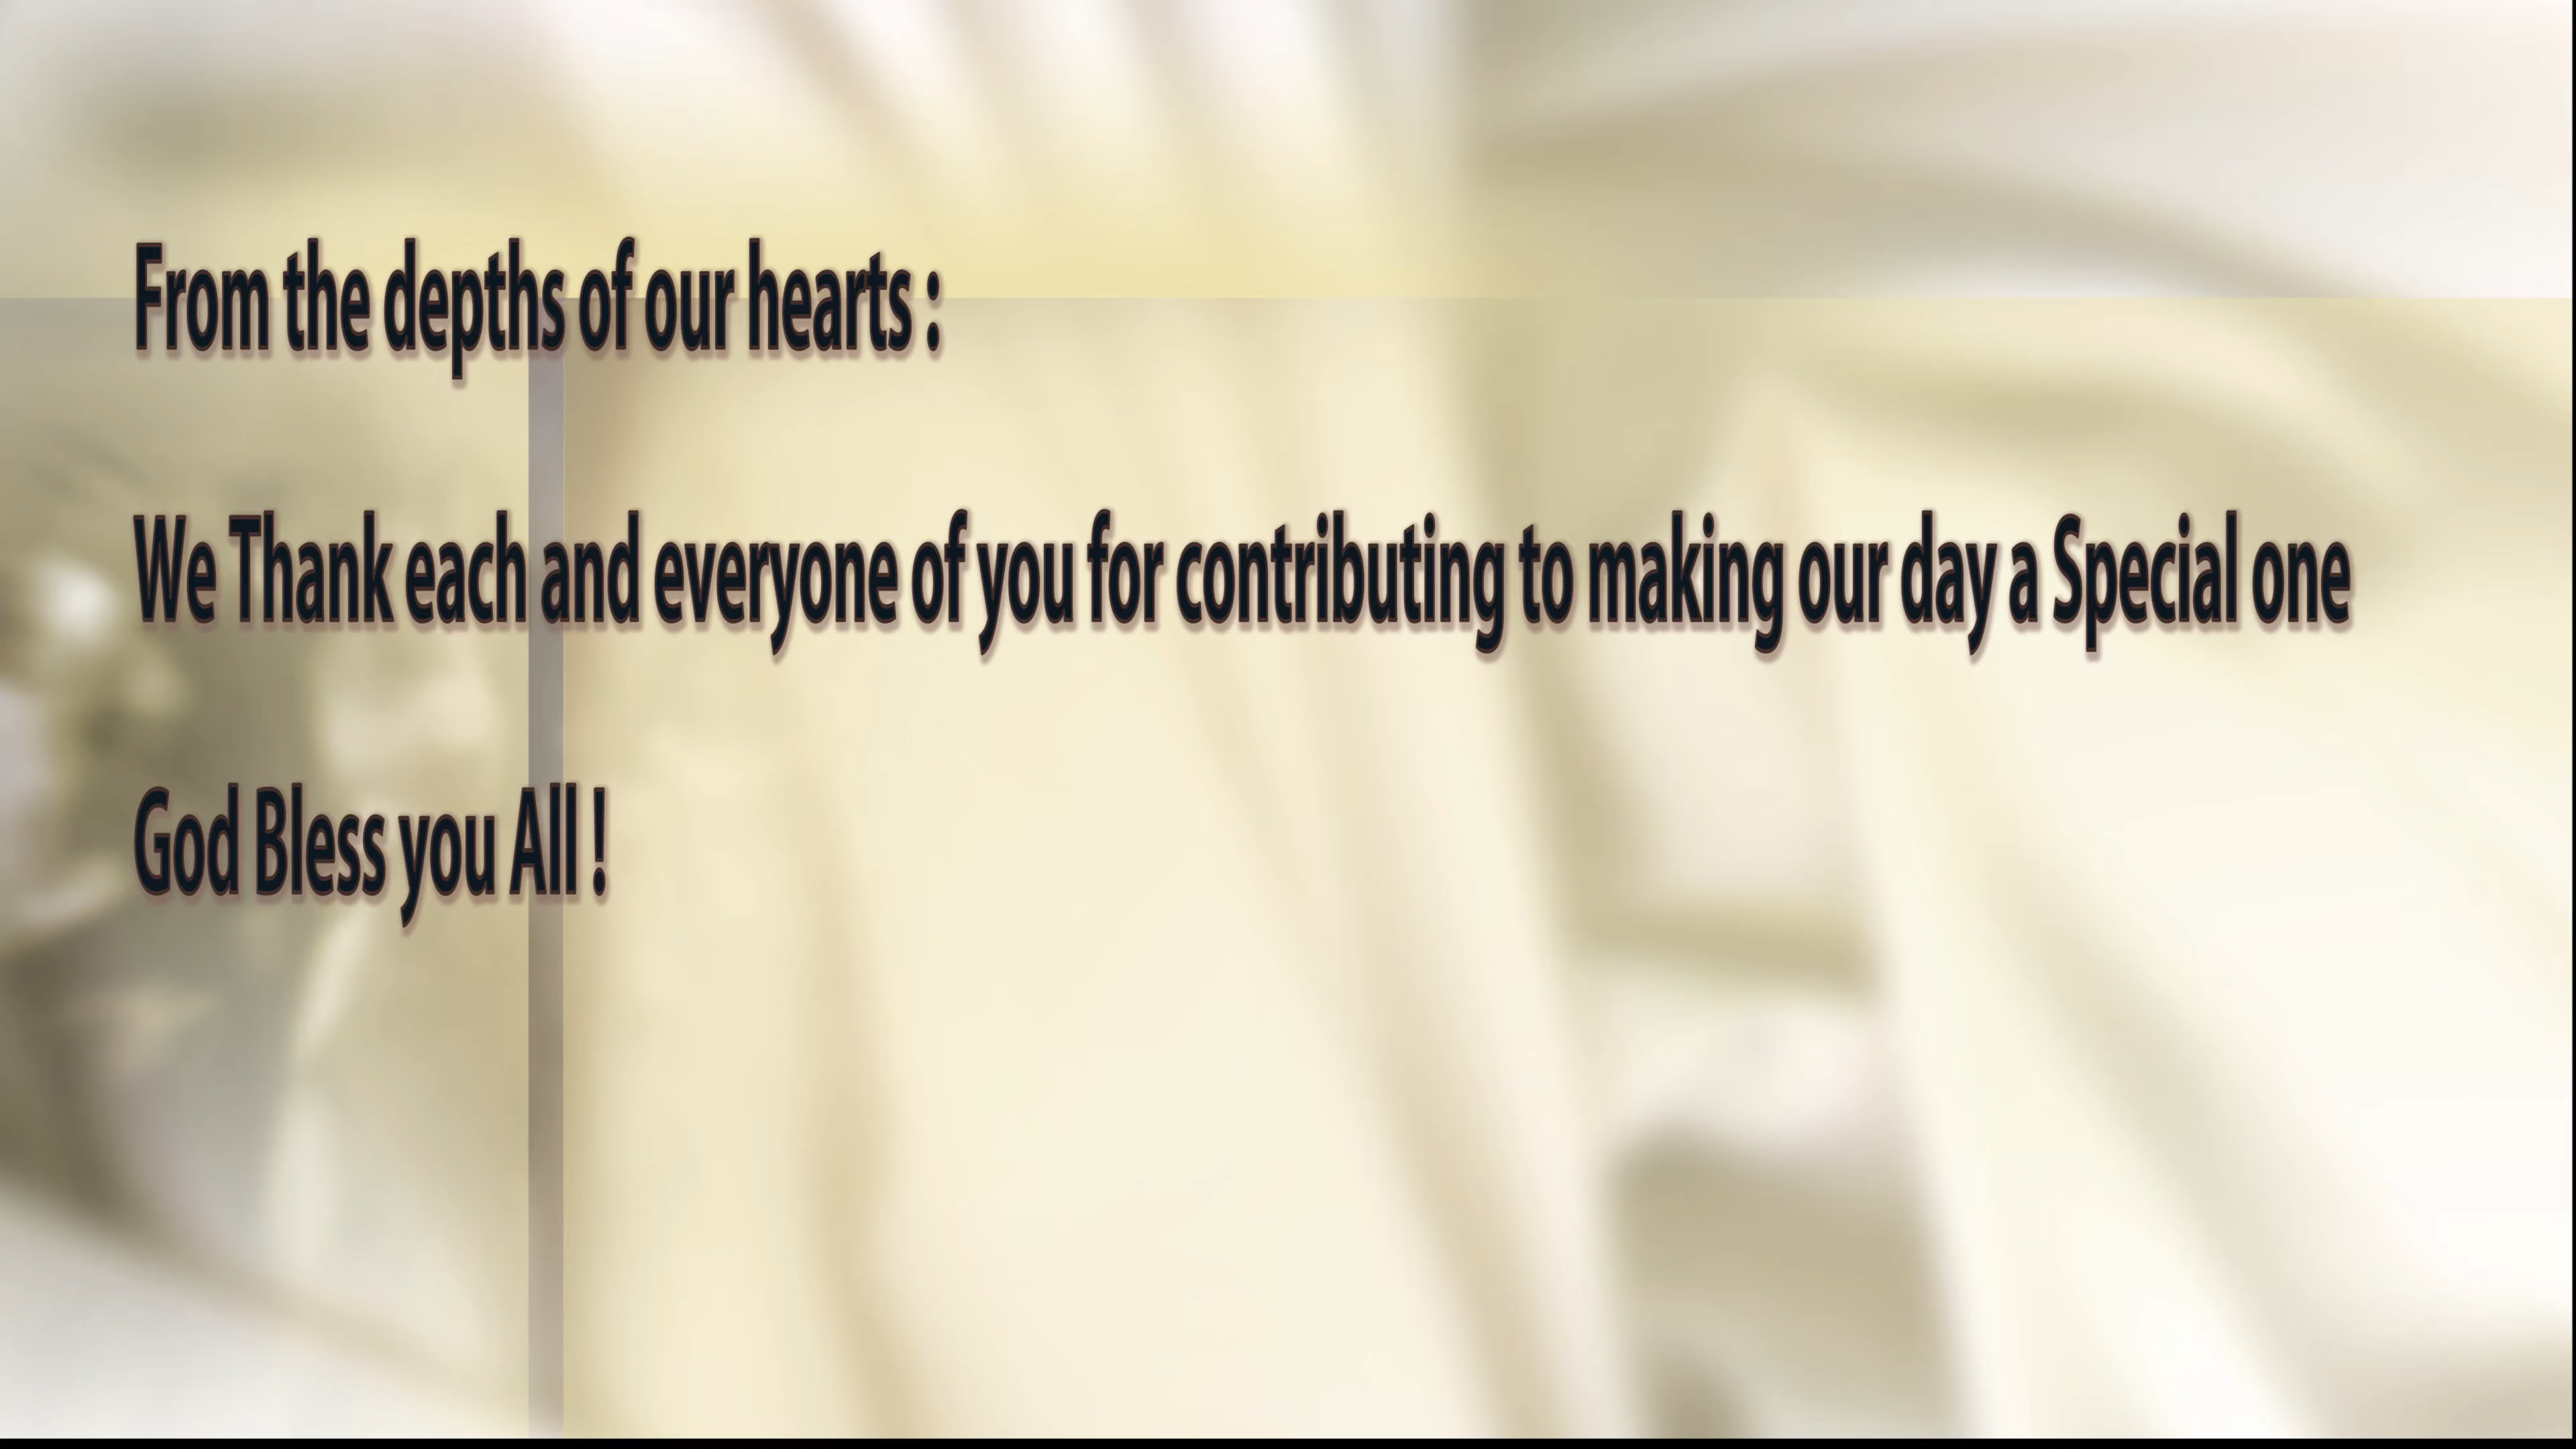 From the depths of our hearts :
We Thank each and everyone of you for contributing to making our day a Special one
God Bless you All !